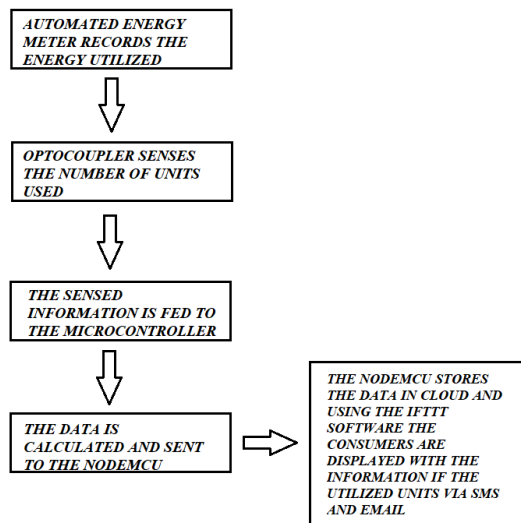 AUTOMATED ENERGY
METER RECORDS THE
ENERGY UTILIZED
OPTOCOUPLER SENSES
THE NUMBER OF UNITS
USED
THE SENSED
INFORMATION IS FED TO
THE MICROCONTROLLER
THE DATA IS
CALCULATED AND SENT
TO THE NODEMCU
THE NODEMCU STORES
THE DATA IN CLOUD AND
USING THE IFTTT
SOFTWARE THE
CONSUMERS ARE
DISPLAYED WITH THE
INFORMATION IF THE
UTILIZED UNITS VIA SMS
AND EMAIL